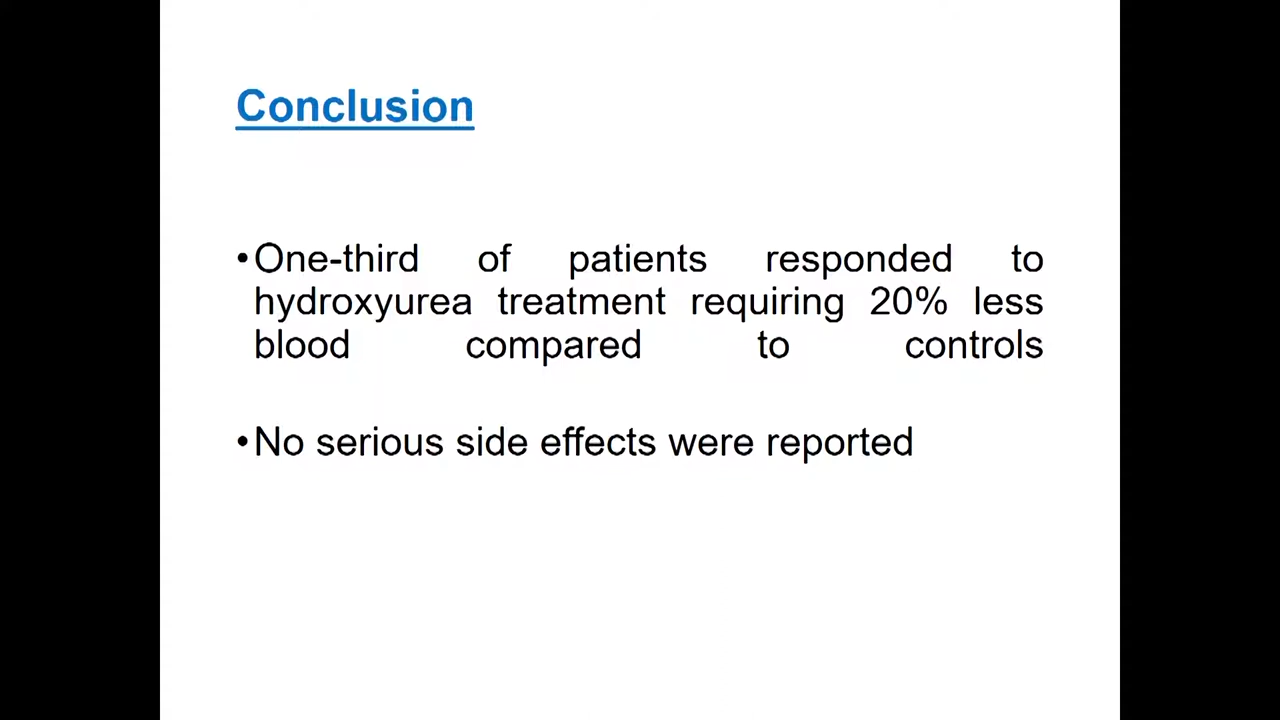 Conclusion
•One-third of patients responded to
hydroxyurea treatment requiring 20% less
blood compared to controls
•No serious side effects were reported